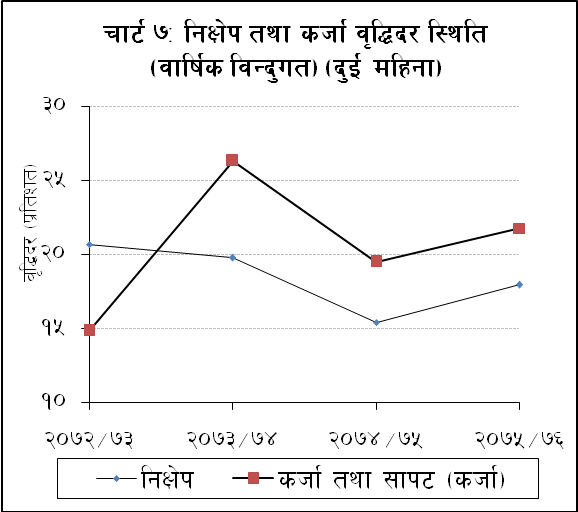 चार्ट ७: निक्षेप तथा कर्जा वृद्धिदर स्थिति
(वार्षिक विन्दुगत) (दुई महिना)
३०
२५
२०
१५
१०
वृद्धिदर (प्रतिशत)
२०७२/७३ २०७३/७४ २०७४/७५ २०७५/७६
निक्षेप कर्जा तथा सापट (कर्जा)